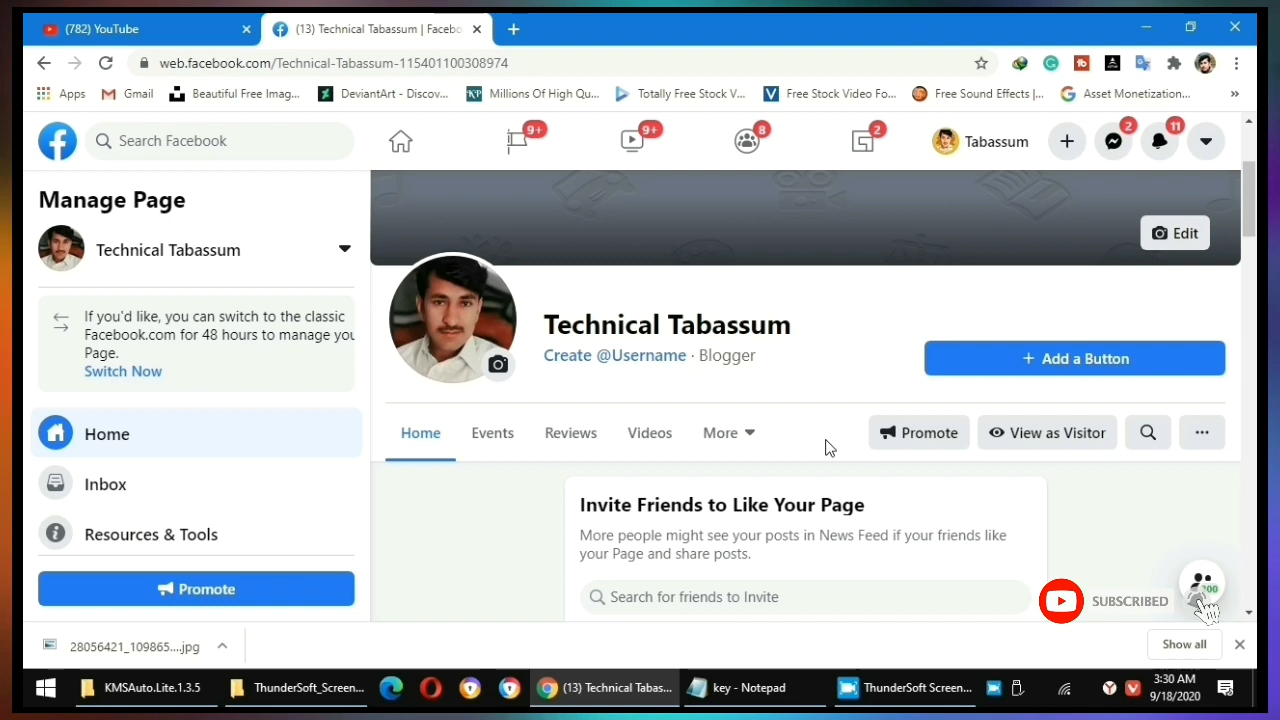 (782) YouTube
(13) Technical Tabassum | Facebo
web.facebook.com/Technical-Tabassum-115401100308974
Apps
Gmail
Beautiful Free Imag...
DeviantArt - Discov...
Millions Of High Qu...
Totally Free Stock V...
Free Stock Video Fo...
Free Sound Effects |...
Asset Monetization...
Search Facebook
9+
9+
8
2
Tabassum
2
11
Manage Page
Technical Tabassum
If you'd like, you can switch to the classic
Facebook.com for 48 hours to manage you
Page.
Switch Now
Home
Inbox
Resources & Tools
Promote
Edit
Technical Tabassum
Create @Username · Blogger
+ Add a Button
Home
Events
Reviews
Videos
More
Promote
View as Visitor
Invite Friends to Like Your Page
More people might see your posts in News Feed if your friends like
your Page and share posts.
Search for friends to Invite
SUBSCRIBED
28056421_109865....jpg
Show all
KMSAuto.Lite.1.3.5
ThunderSoft_Screen...
(13) Technical Tabas...
key - Notepad
ThunderSoft Screen...
3:30 AM
9/18/2020